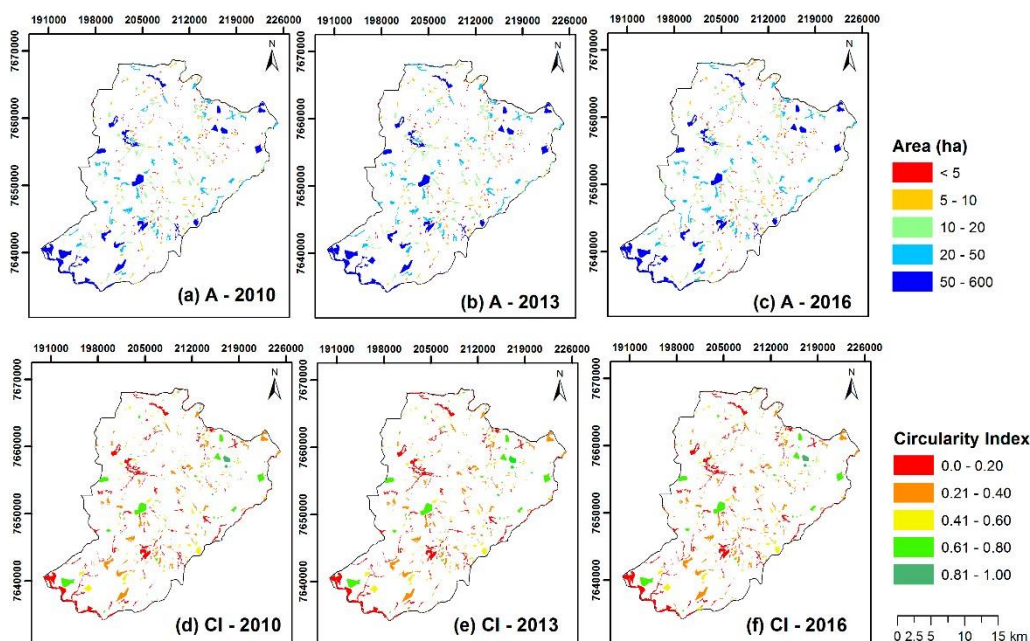 191000 198000 205000 212000 219000 226000
191000 198000 205000 212000 219000 226000
191000 198000 205000 212000 219000 226000
7670000
7660000
7650000
7640000
N
(a) A - 2010
7670000
7660000
7650000
7640000
N
(b) A - 2013
7670000
7660000
7650000
7640000
N
(c) A - 2016
Area (ha)
< 5
5 - 10
10 - 20
20 - 50
50 - 600
191000 198000 205000 212000 219000 226000
191000 198000 205000 212000 219000 226000
191000 198000 205000 212000 219000 226000
7670000
7660000
7650000
7640000
N
(d) CI - 2010
7670000
7660000
7650000
7640000
N
(e) CI - 2013
7670000
7660000
7650000
7640000
N
(f) CI - 2016
Circularity Index
0.0 - 0.20
0.21 - 0.40
0.41 - 0.60
0.61 - 0.80
0.81 - 1.00
0 2.5 5 10 15 km